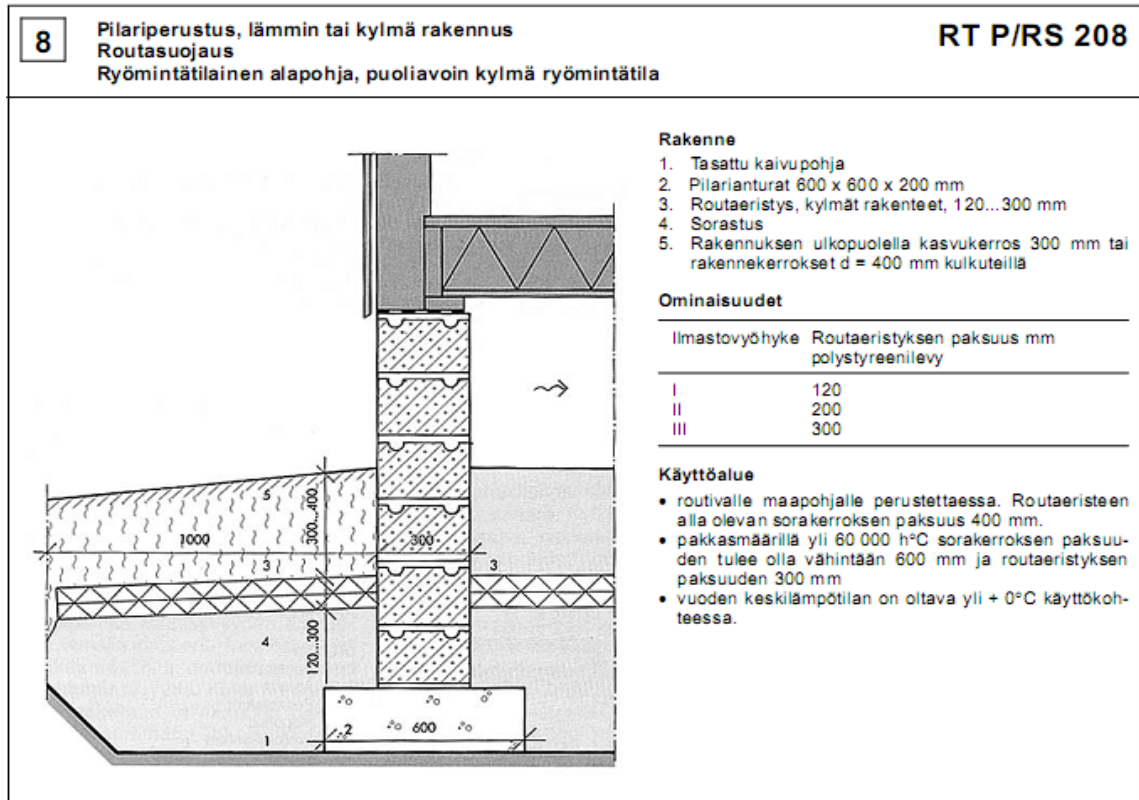 8
Pilariperustus, lämmin tai kylmä rakennus
Routasuojaus
Ryömintätilainen alapohja, puoliavoin kylmä ryömintätila
RT P/RS 208
Rakenne
1. Tasattu kaivupohja
2. Pilarianturat 600 x 600 x 200 mm
3. Routaeristys, kylmät rakenteet, 120...300 mm
4. Sorastus
5. Rakennuksen ulkopuolella kasvukerros 300 mm tai
rakennekerrokset d = 400 mm kulkuteillä
Ominaisuudet
Ilmastovyöhyke Routaeristyksen paksuus mm
polystyreenilevy
I 120
II 200
III 300
Käyttöalue
• routivalle maapohjalle perustettaessa. Routaeristeen
alla olevan sorakerroksen paksuus 400 mm.
• pakkasmäärillä yli 60 000 h°C sorakerroksen paksuu-
den tulee olla vähintään 600 mm ja routaeristyksen
paksuuden 300 mm
• vuoden keskilämpötilan on oltava yli + 0°C käyttökoh-
teessa.
5
300...400
1000
300
3
3
4
120...300
2
600
1